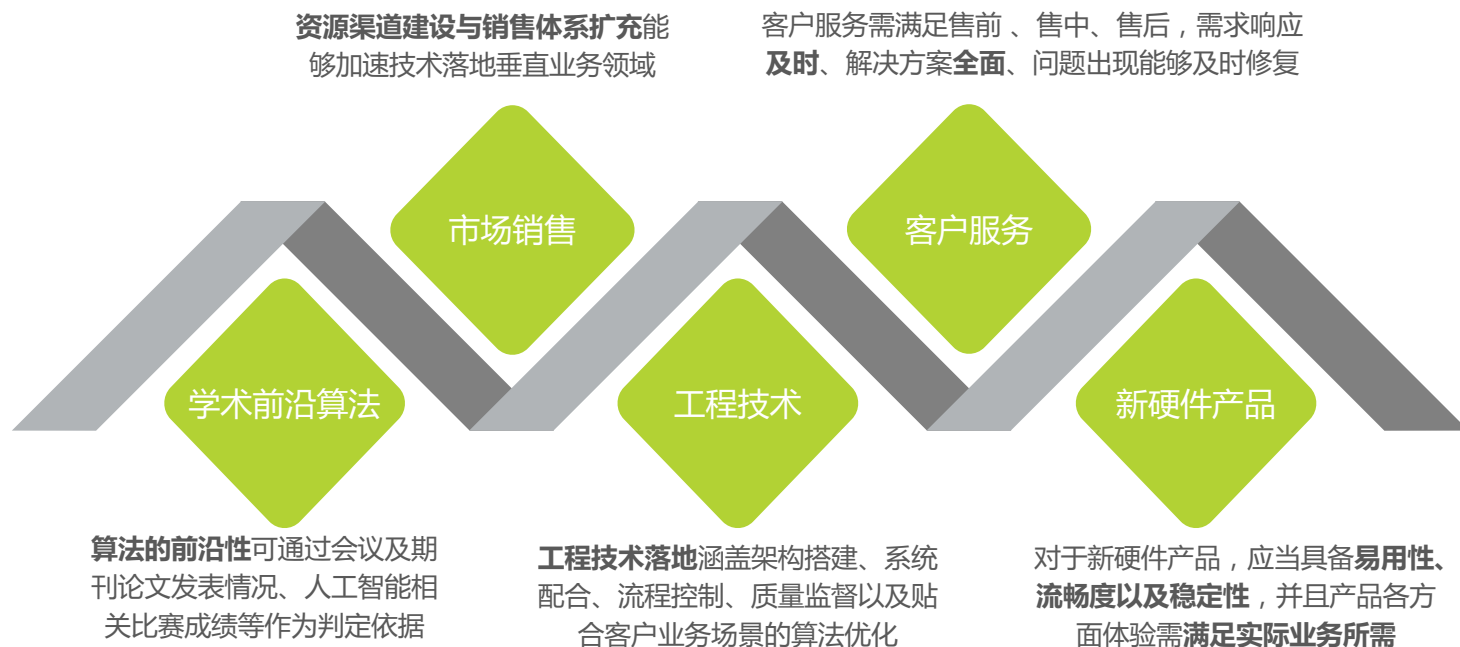 资源渠道建设与销售体系扩充能
够加速技术落地垂直业务领域
客户服务需满足售前、售中、售后，需求响应
及时、解决方案全面、问题出现能够及时修复
市场销售
客户服务
学术前沿算法
工程技术
新硬件产品
算法的前沿性可通过会议及期
刊论文发表情况、人工智能相
关比赛成绩等作为判定依据
工程技术落地涵盖架构搭建、系统
配合、流程控制、质量监督以及贴
合客户业务场景的算法优化
对于新硬件产品，应当具备易用性、
流畅度以及稳定性，并且产品各方
面体验需满足实际业务所需